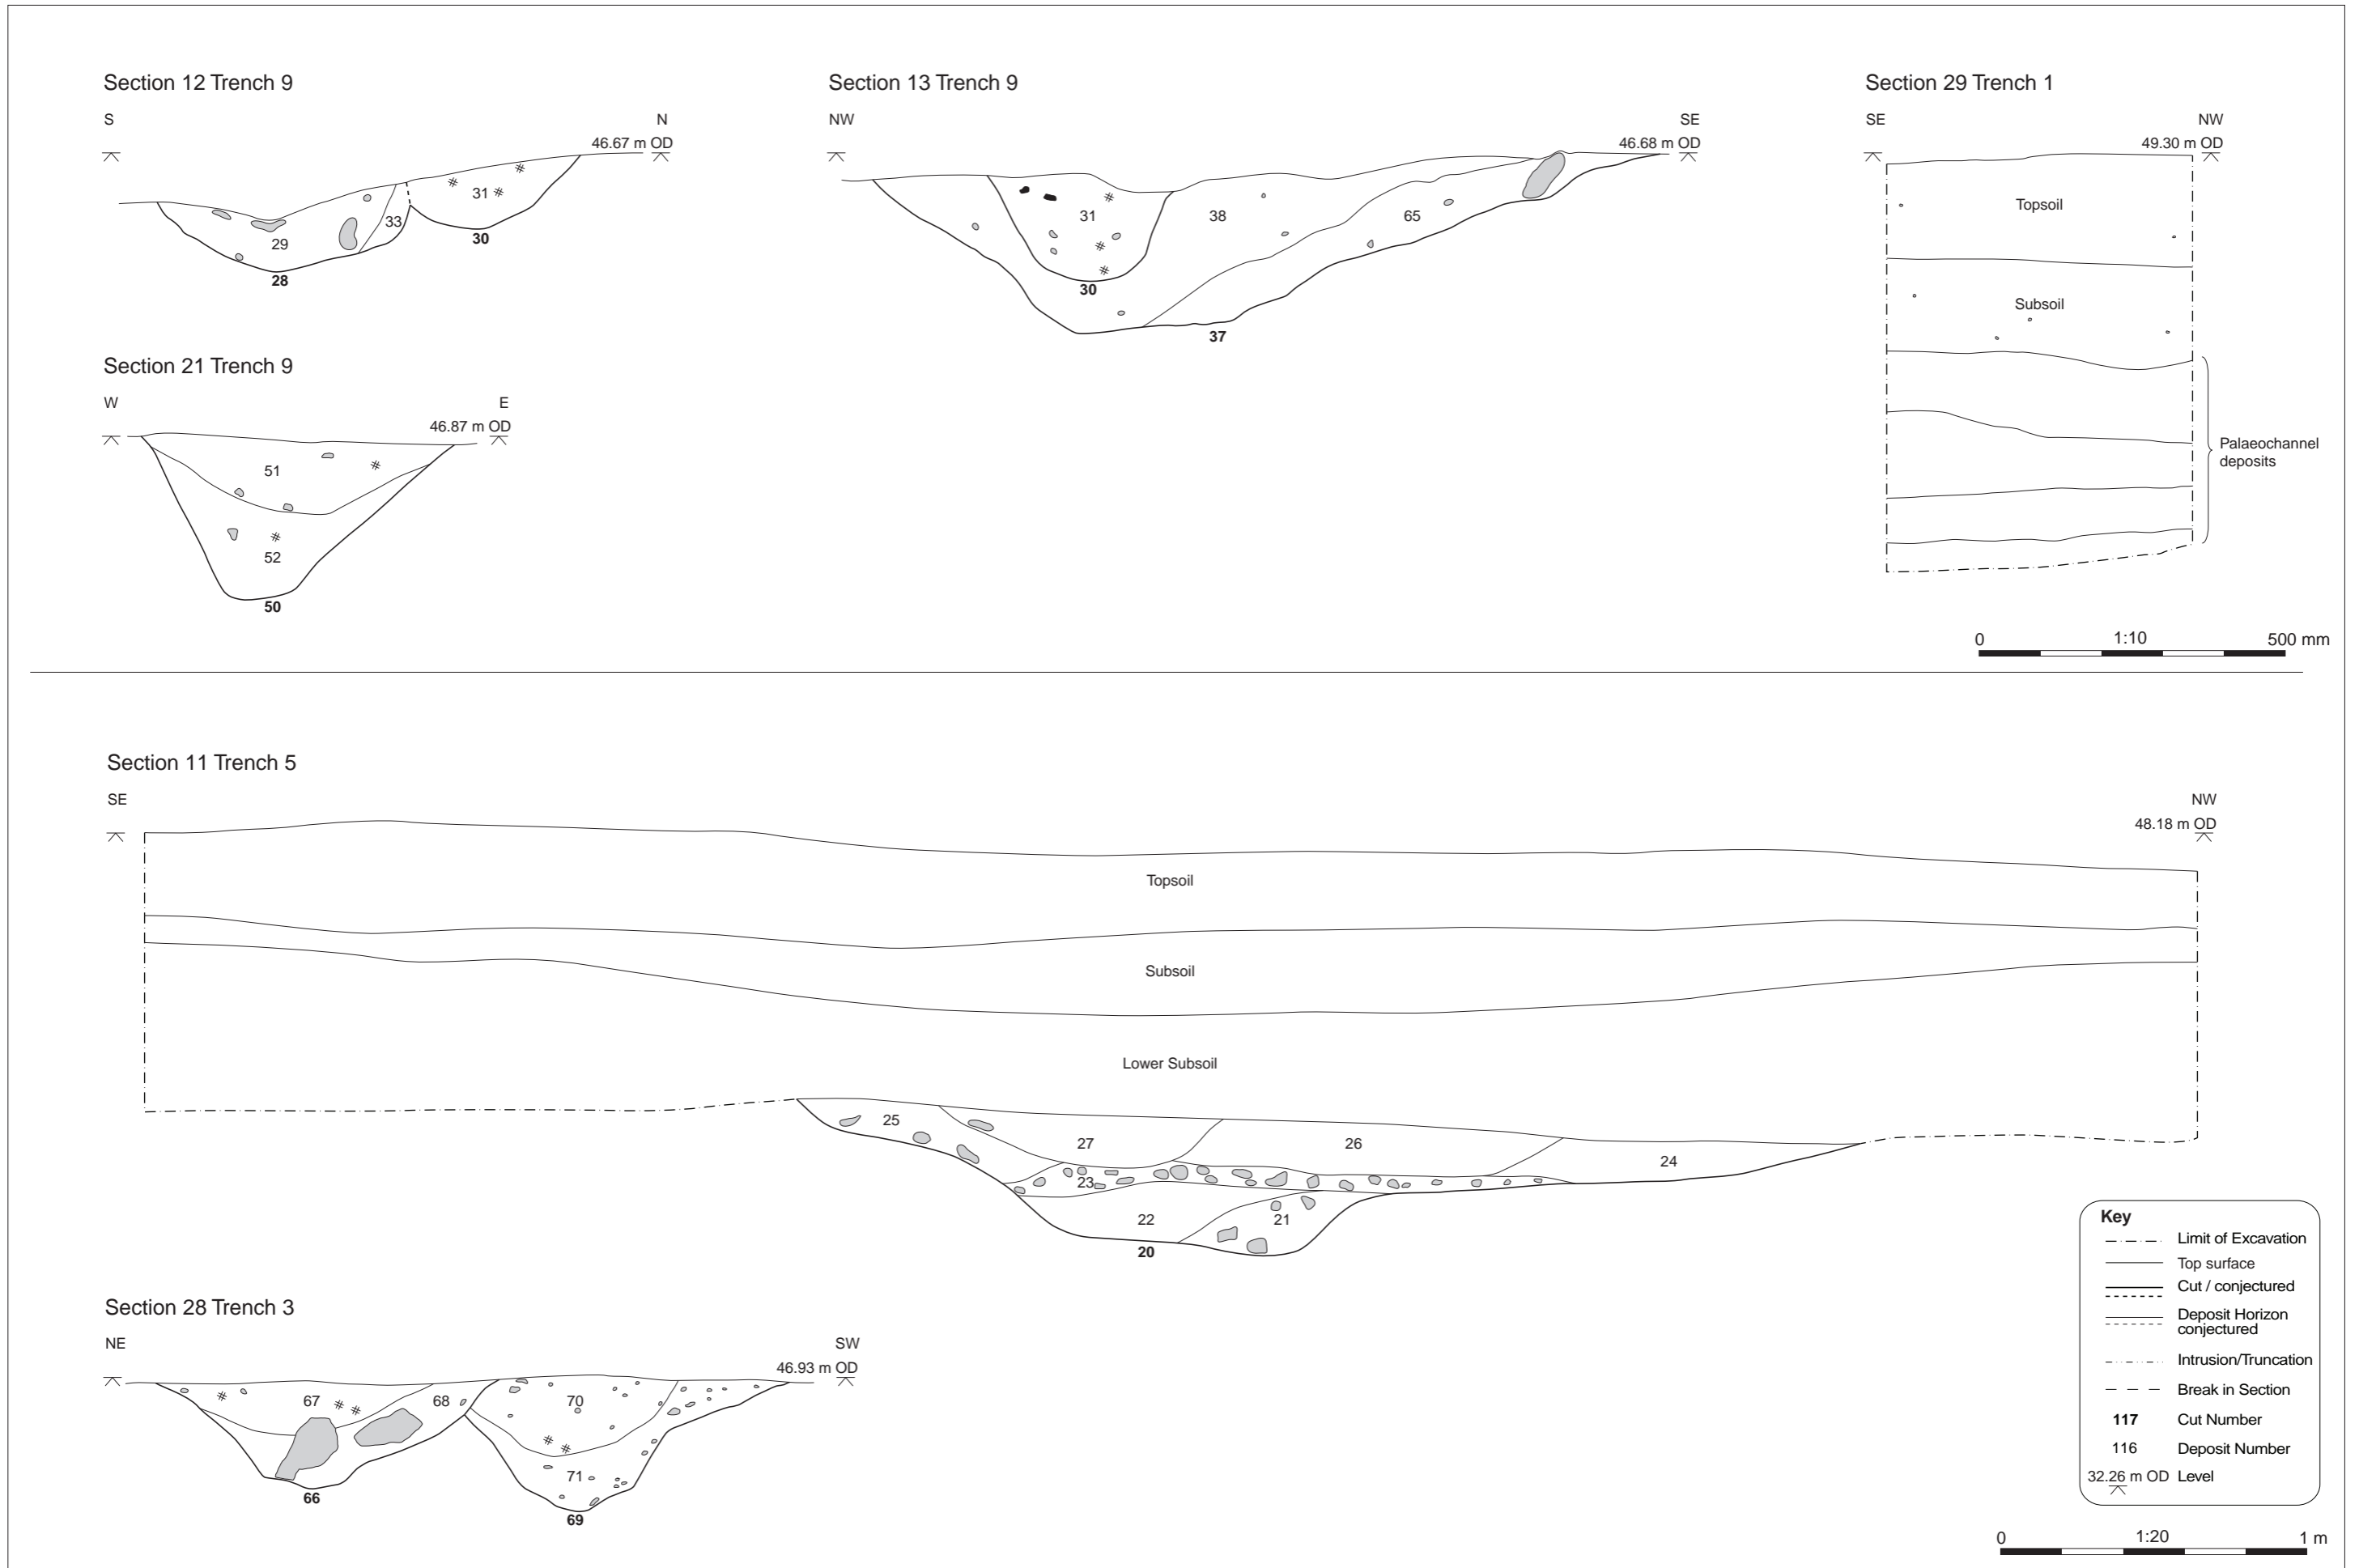 Section 12 Trench 9
S
N
46.67 m OD
31
33
29
30
28
Section 13 Trench 9
NW
SE
46.68 m OD
31
38
65
30
37
Section 29 Trench 1
SE
NW
49.30 m OD
Topsoil
Subsoil
Palaeochannel
deposits
Section 21 Trench 9
W
E
46.87 m OD
51
52
50
0
1:10
500 mm
Section 11 Trench 5
SE
NW
48.18 m OD
Topsoil
Subsoil
Lower Subsoil
25
27
26
24
23
22
21
20
Section 28 Trench 3
NE
SW
46.93 m OD
67
68
70
71
66
69
Key
Limit of Excavation
Top surface
Cut / conjectured
Deposit Horizon
conjectured
Intrusion/Truncation
Break in Section
117 Cut Number
116 Deposit Number
32.26 m OD Level
0
1:20
1 m